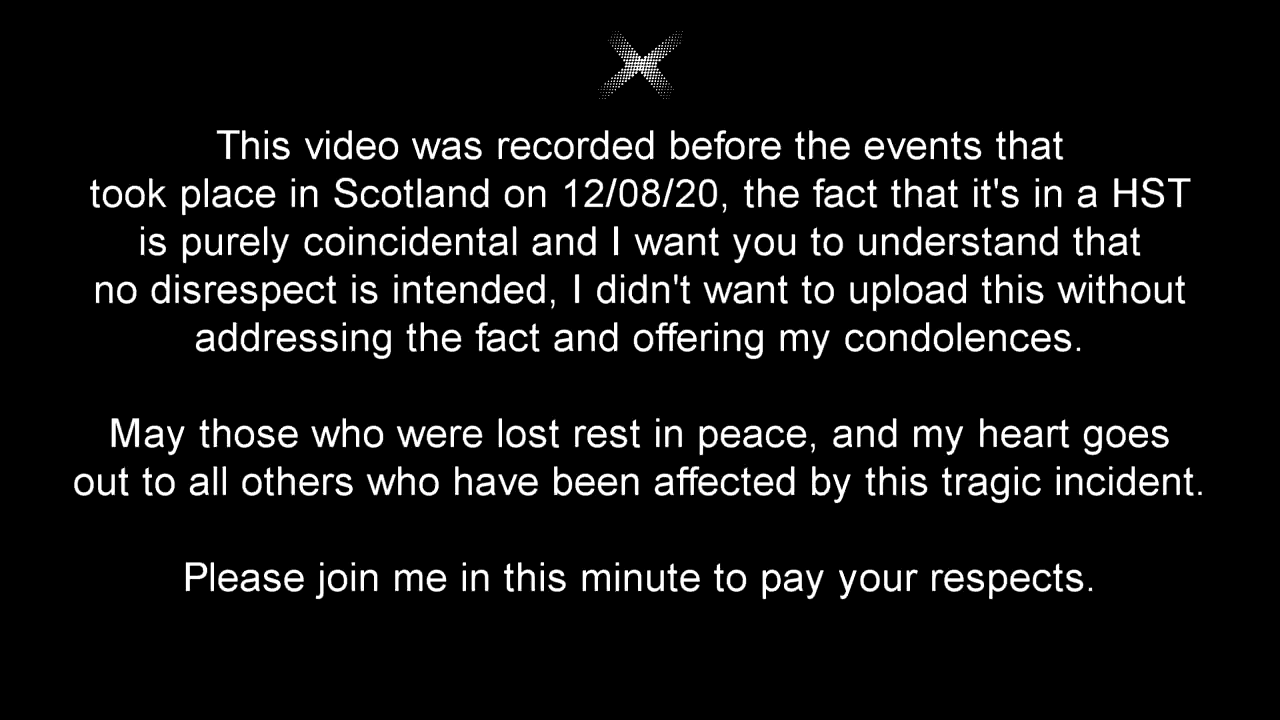 This video was recorded before the events that
took place in Scotland on 12/08/20, the fact that it's in a HST
is purely coincidental and I want you to understand that
no disrespect is intended, I didn't want to upload this without
addressing the fact and offering my condolences.
May those who were lost rest in peace, and my heart goes
out to all others who have been affected by this tragic incident.
Please join me in this minute to pay your respects.